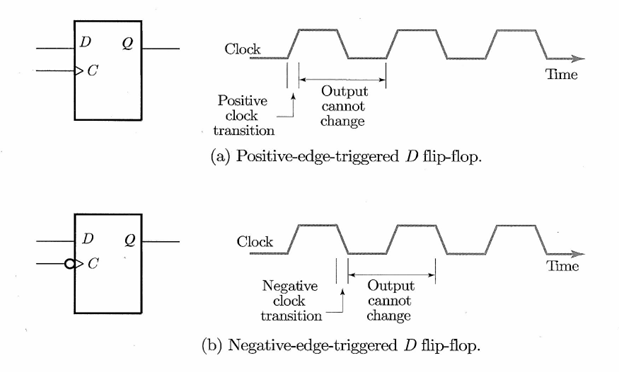 D Q
C
Clock
Time
Positive
clock
transition
Output
cannot
change
(a) Positive-edge-triggered D flip-flop.
D Q
C
Clock
Time
Negative
clock
transition
Output
cannot
change
(b) Negative-edge-triggered D flip-flop.